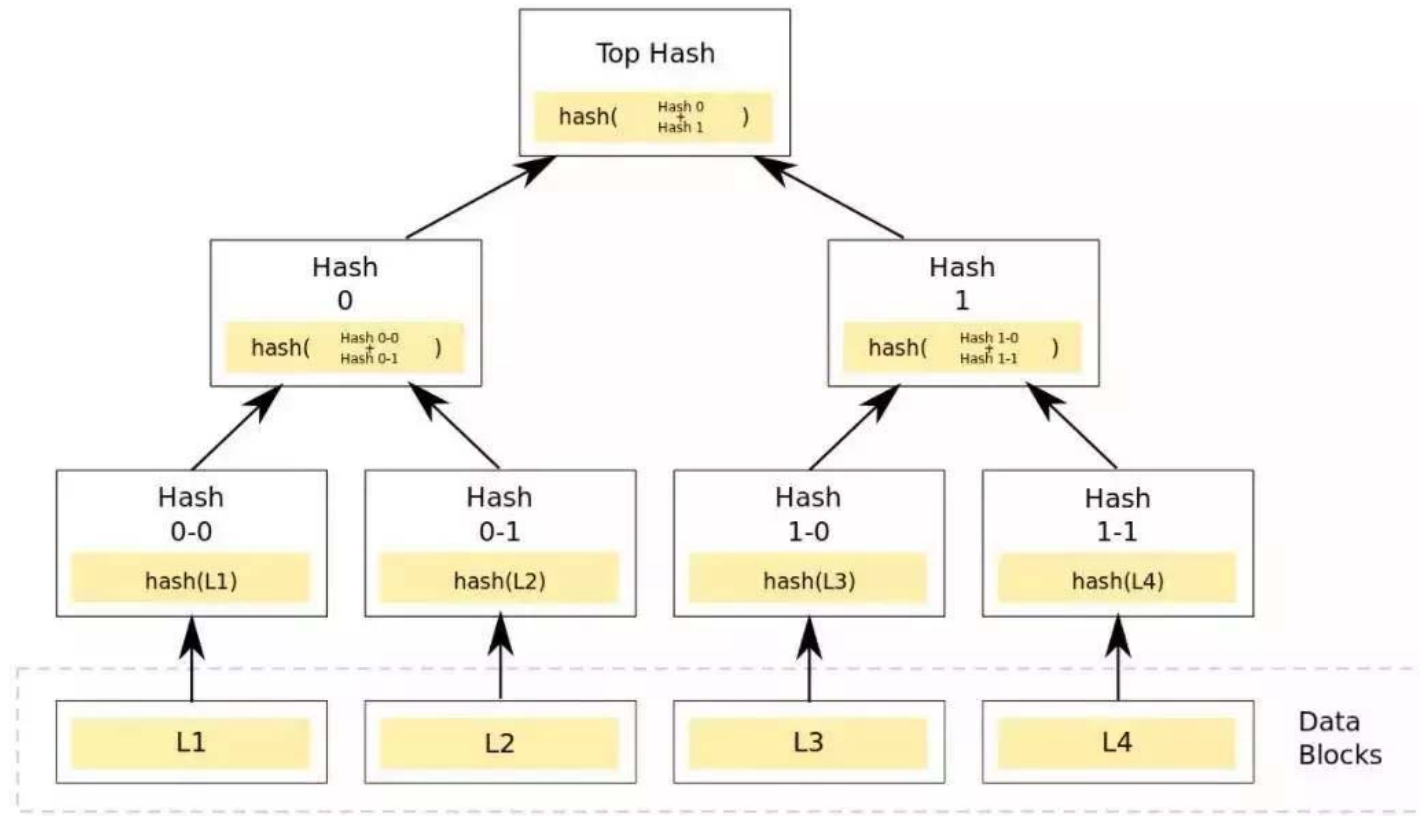 Top Hash
hash( Hash 0 + Hash 1 )
Hash
0
hash( Hash 0-0 + Hash 0-1 )
Hash
1
hash( Hash 1-0 + Hash 1-1 )
Hash
0-0
hash(L1)
Hash
0-1
hash(L2)
Hash
1-0
hash(L3)
Hash
1-1
hash(L4)
L1
L2
L3
L4
Data
Blocks